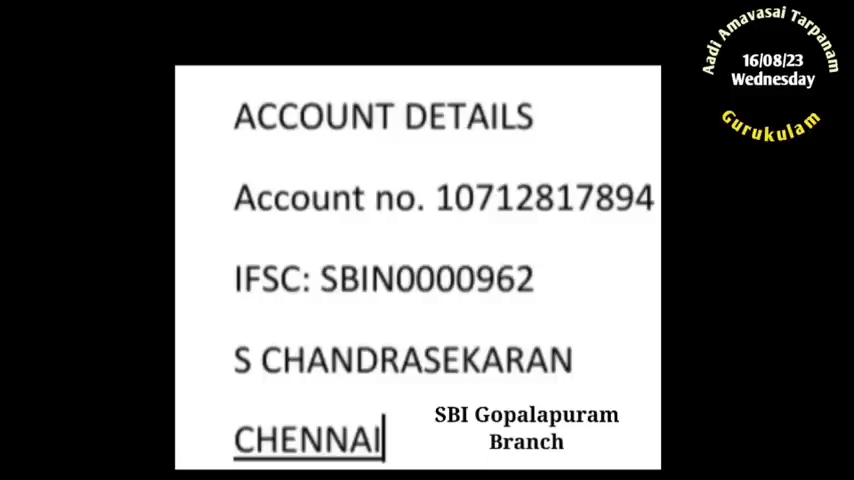 Aadi Amavasai Tarpanam
16/08/23
Wednesday
Gurukulam
ACCOUNT DETAILS
Account no. 10712817894
IFSC: SBIN0000962
S CHANDRASEKARAN
CHENNAI
SBI Gopalapuram
Branch